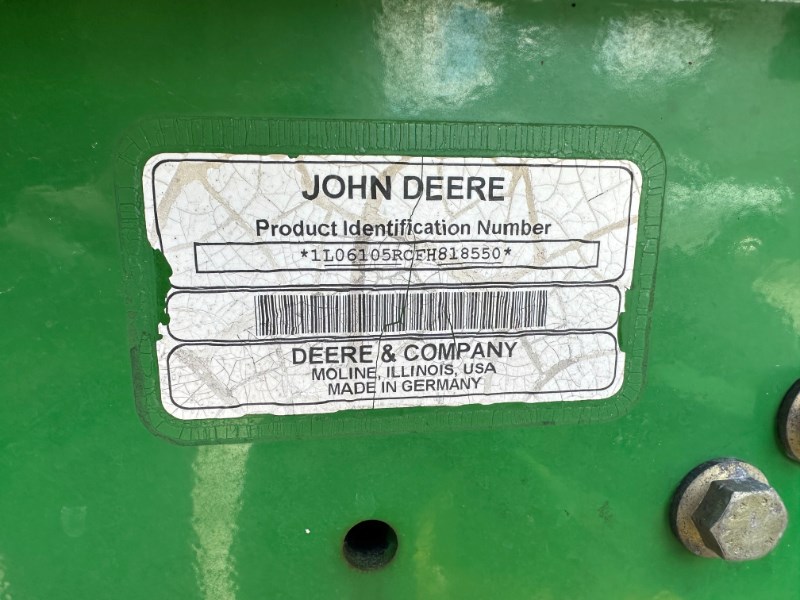 JOHN DEERE
Product Identification Number
*1L06105RCFH818550*
DEERE & COMPANY
MOLINE, ILLINOIS, USA
MADE IN GERMANY